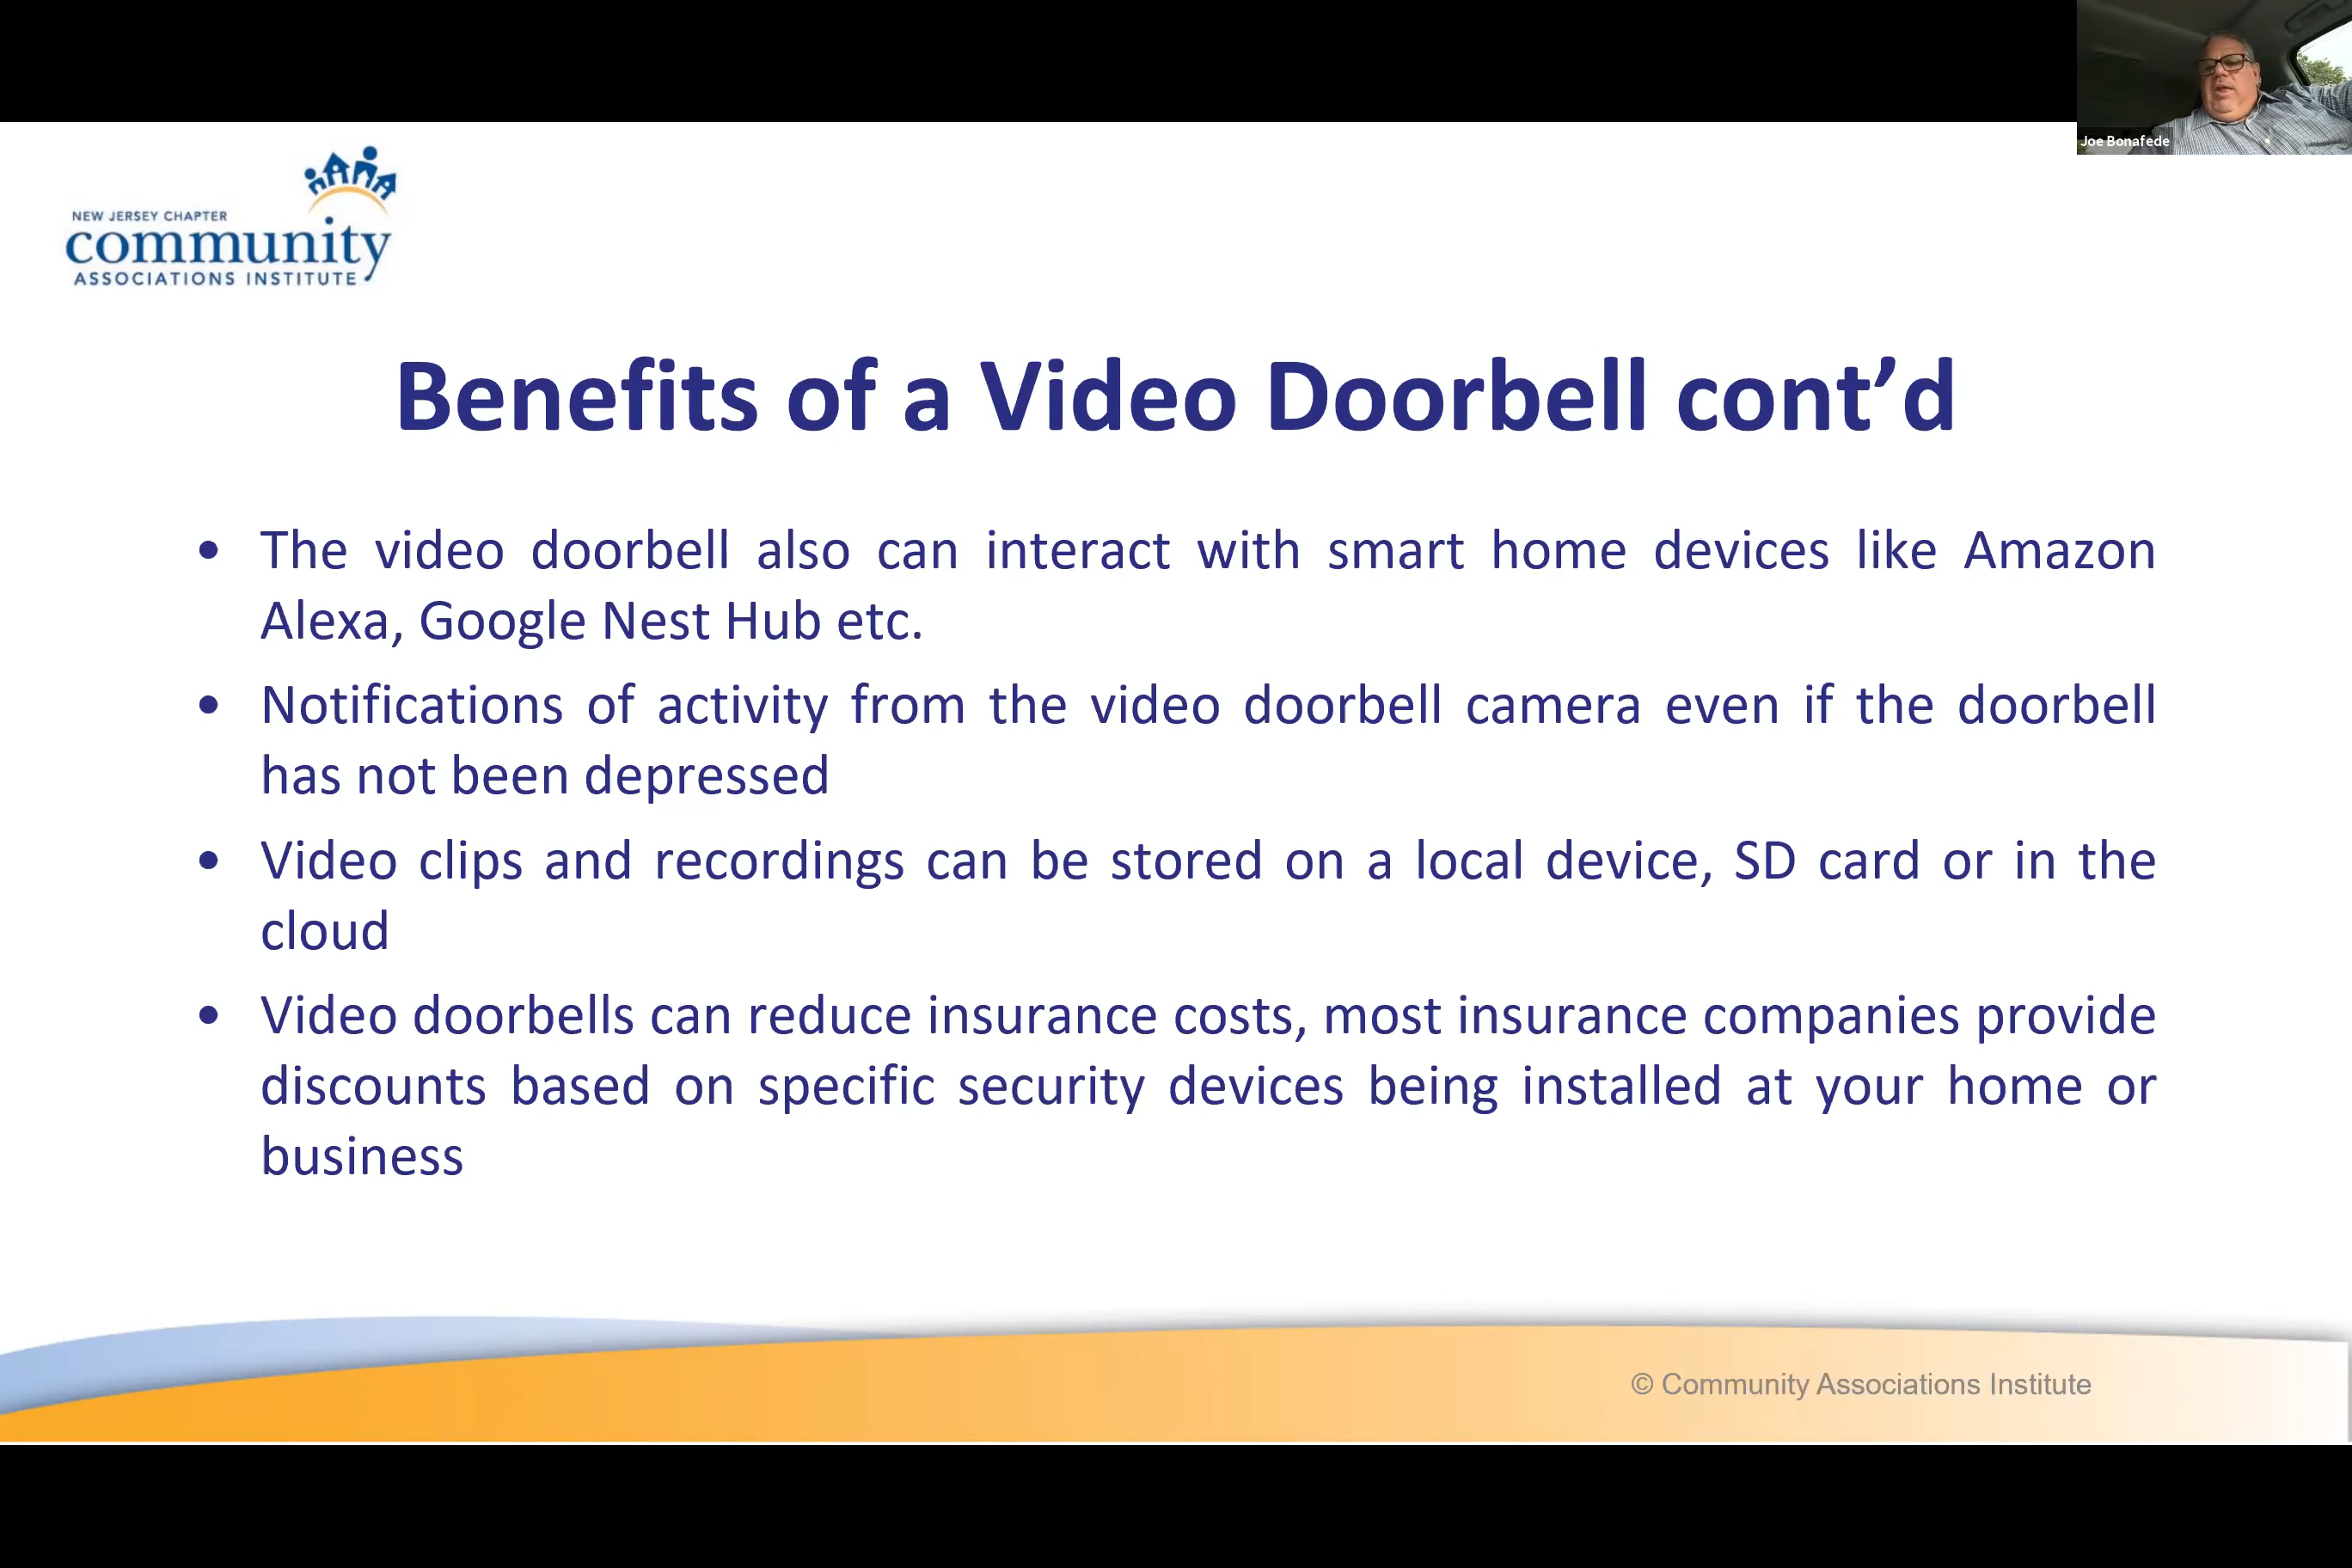 Joe Bonafede
NEW JERSEY CHAPTER
community
ASSOCIATIONS INSTITUTE
Benefits of a Video Doorbell cont’d
• The video doorbell also can interact with smart home devices like Amazon
Alexa, Google Nest Hub etc.
• Notifications of activity from the video doorbell camera even if the doorbell
has not been depressed
• Video clips and recordings can be stored on a local device, SD card or in the
cloud
• Video doorbells can reduce insurance costs, most insurance companies provide
discounts based on specific security devices being installed at your home or
business
© Community Associations Institute